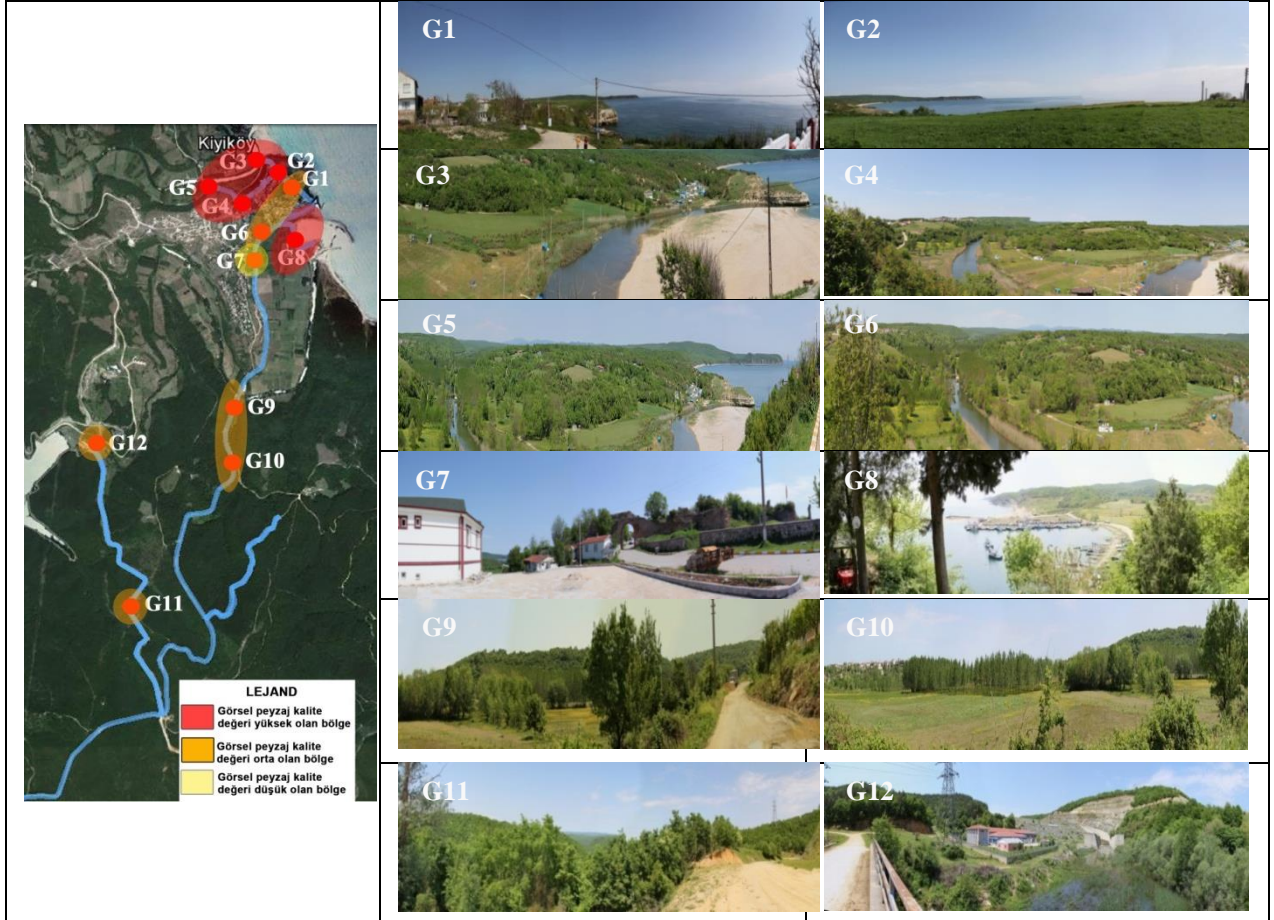 Kıyıköy
G3
G2
G5
G1
G4
G6
G8
G7
G9
G12
G10
G11
LEJAND
Görsel peyzaj kalite
değeri yüksek olan bölge
Görsel peyzaj kalite
değeri orta olan bölge
Görsel peyzaj kalite
değeri düşük olan bölge
G1
G2
G3
G4
G5
G6
G7
G8
G9
G10
G11
G12